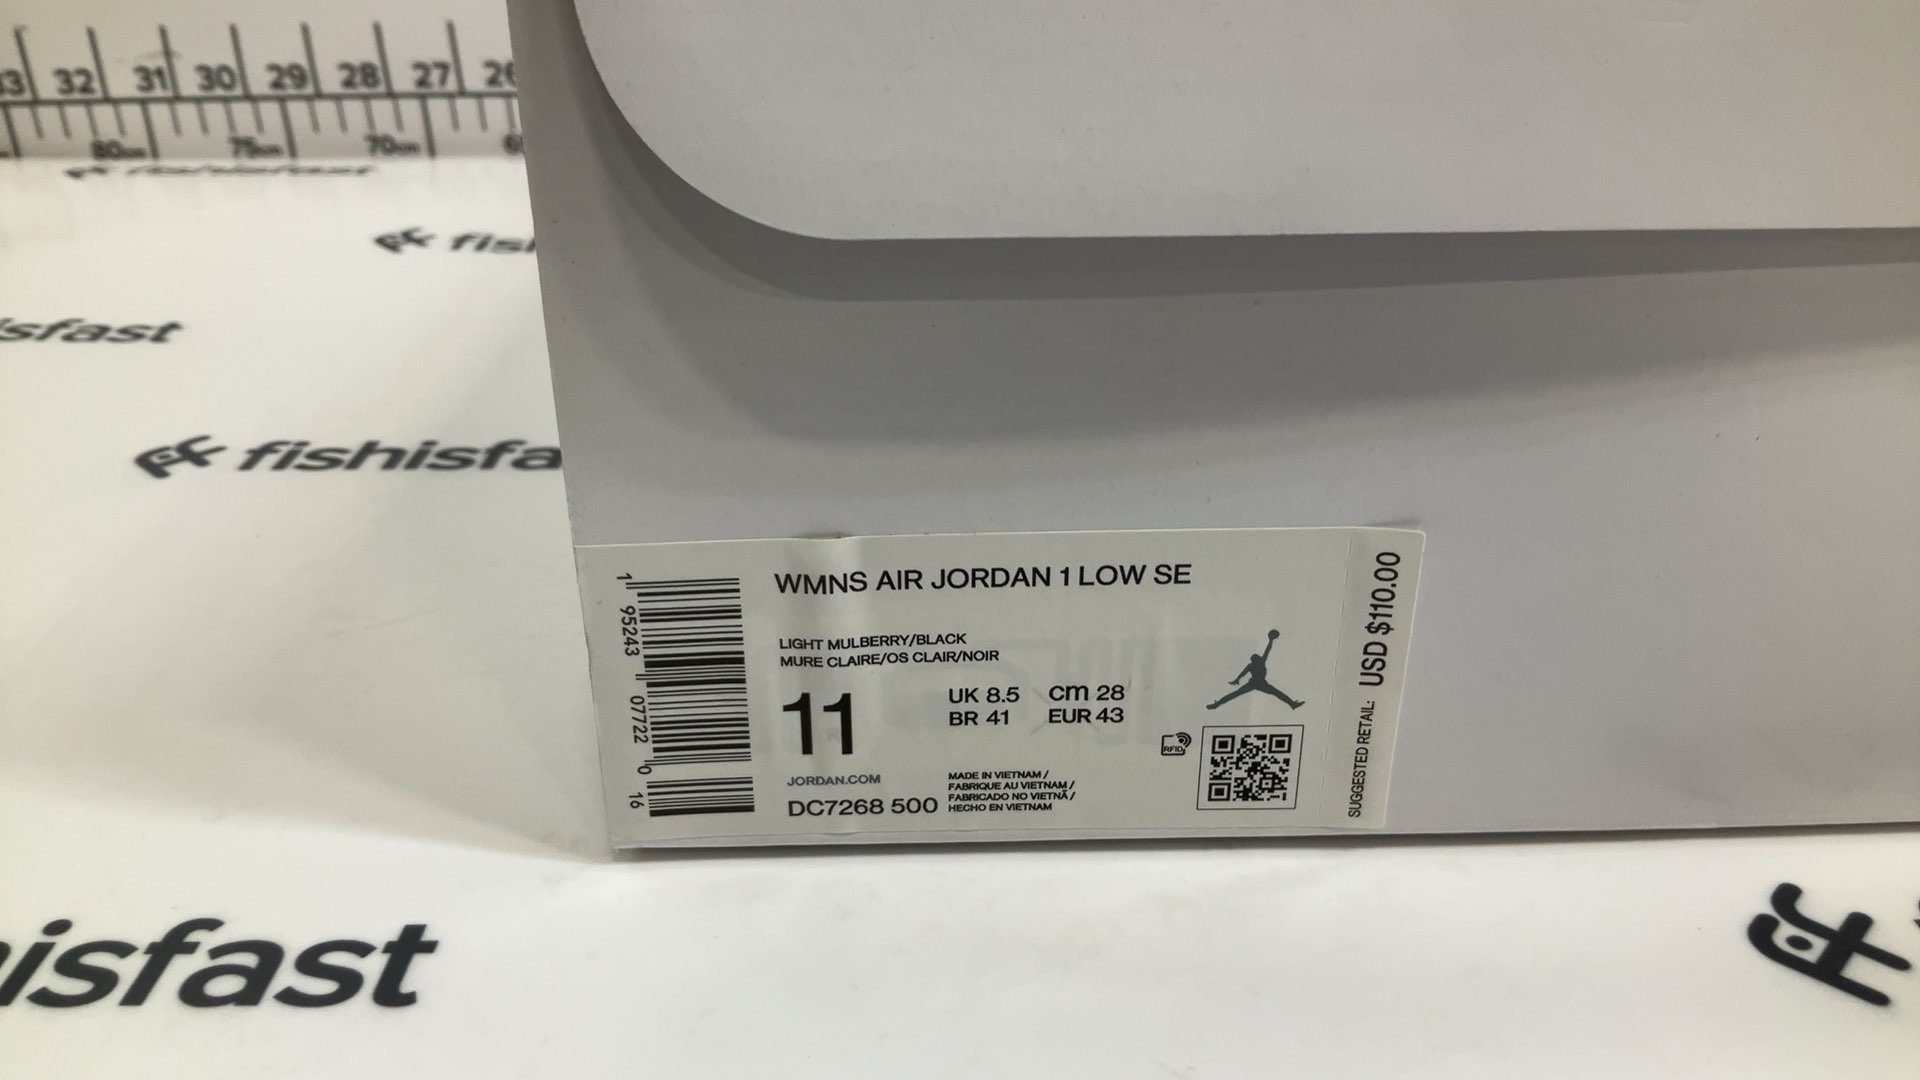 32 31 30 29 28 27
80cm 75cm 70cm
fishisfa
sfast
hisfast
WMNS AIR JORDAN 1 LOW SE
LIGHT MULBERRY/BLACK
MURE CLAIRE/OS CLAIR/NOIR
11
UK 8.5 cm 28
BR 41 EUR 43
JORDAN.COM
DC7268 500
MADE IN VIETNAM /
FABRIQUE AU VIETNAM /
FABRICADO NO VIETNÃ /
HECHO EN VIETNAM
RFID
1 95243 07722 0 16
SUGGESTED RETAIL: USD $110.00